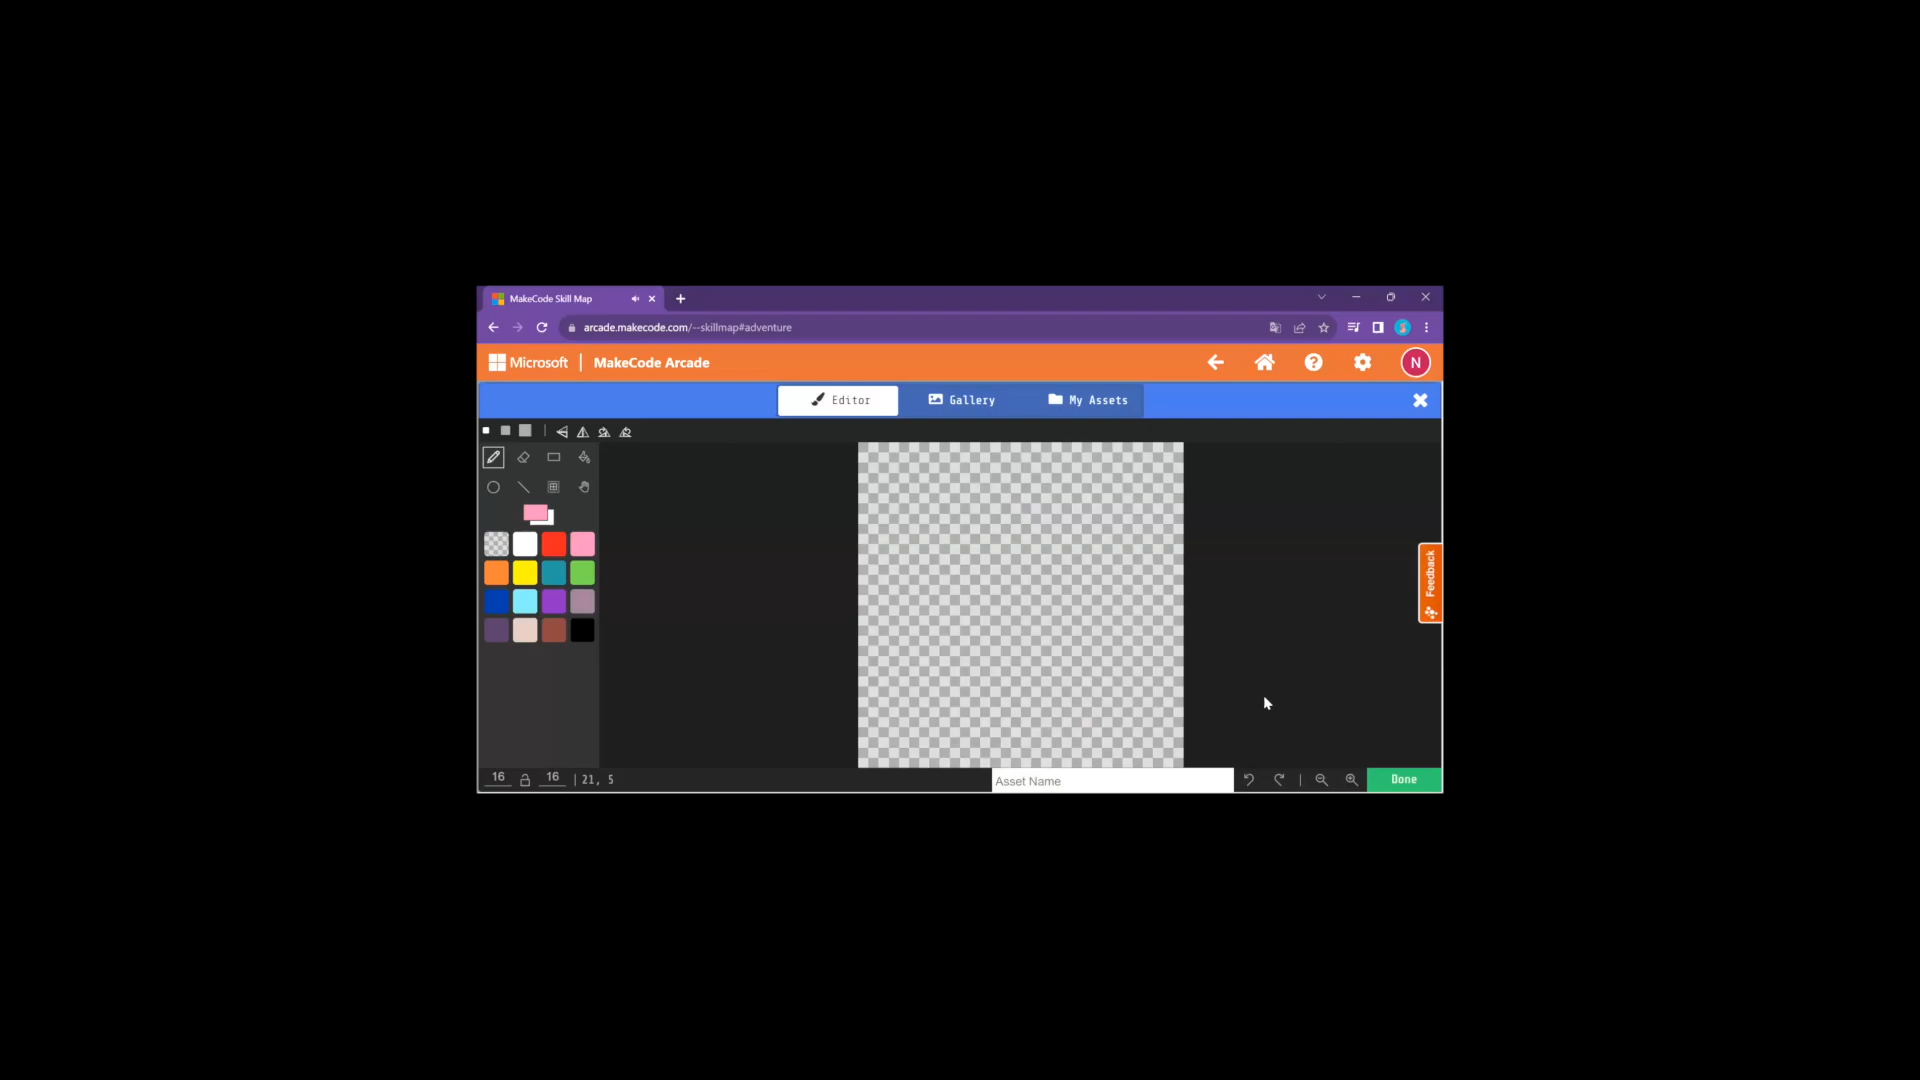 MakeCode Skill Map
arcade.makecode.com/--skillmap#adventure
Microsoft | MakeCode Arcade
N
Editor
Gallery
My Assets
Feedback
16
16
21, 5
Asset Name
Done